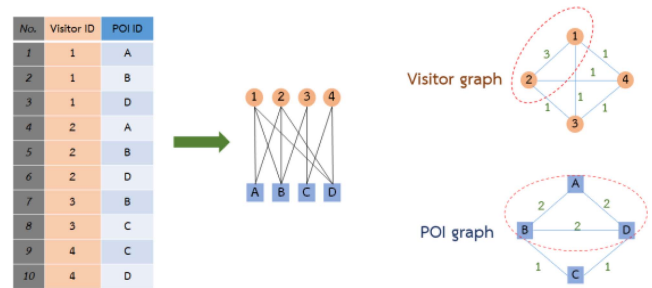 No. Visitor ID POI ID
1 1 A
2 1 B
3 1 D
4 2 A
5 2 B
6 2 D
7 3 B
8 3 C
9 4 C
10 4 D
1 2 3 4
A B C D
Visitor graph
1
3 1
2 1 4
1 1 1
3
POI graph
A
2 2
B 2 D
1 1
C